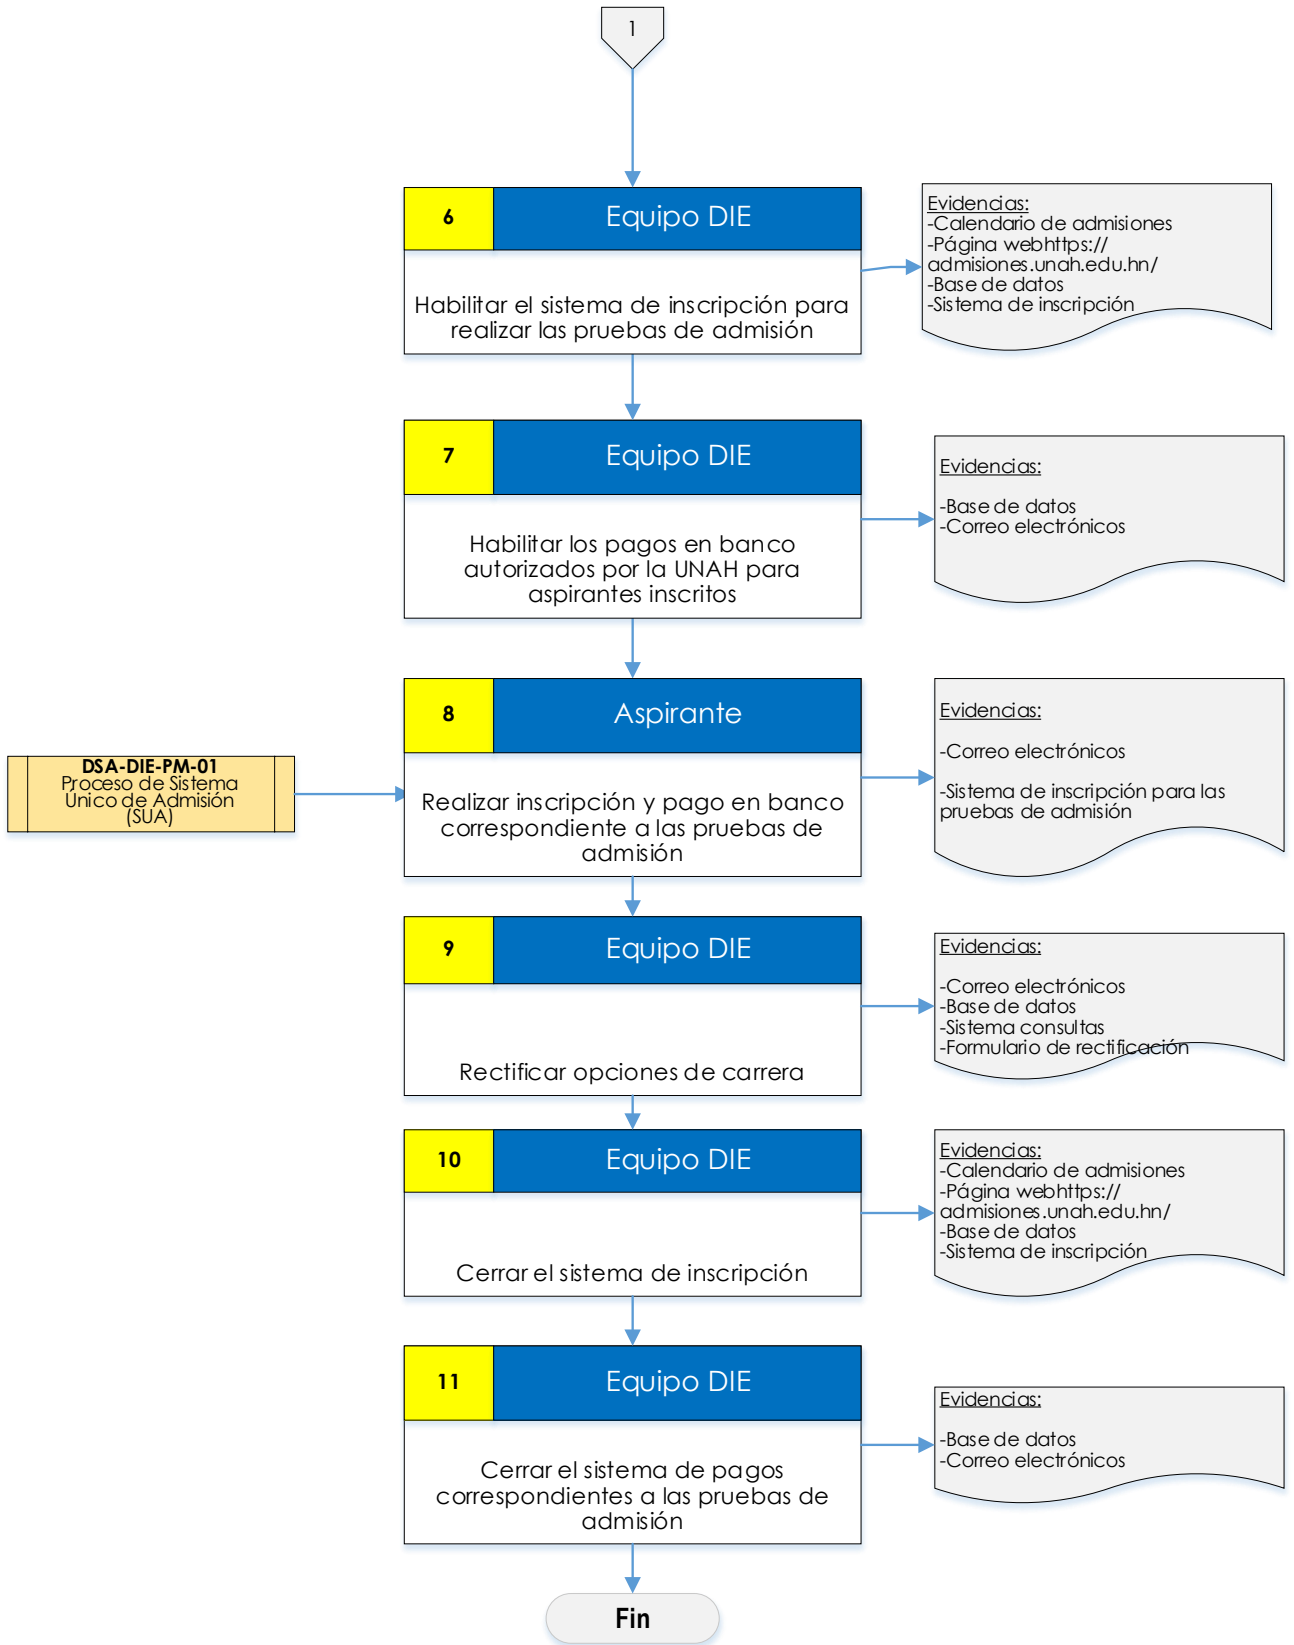 1
6
Equipo DIE
Habilitar el sistema de inscripción para
realizar las pruebas de admisión
Evidencias:
-Calendario de admisiones
-Página webhttps://
admisiones.unah.edu.hn/
-Base de datos
-Sistema de inscripción
7
Equipo DIE
Habilitar los pagos en banco
autorizados por la UNAH para
aspirantes inscritos
Evidencias:
-Base de datos
-Correo electrónicos
DSA-DIE-PM-01
Proceso de Sistema
Único de Admisión
(SUA)
8
Aspirante
Realizar inscripción y pago en banco
correspondiente a las pruebas de
admisión
Evidencias:
-Correo electrónicos
-Sistema de inscripción para las
pruebas de admisión
9
Equipo DIE
Rectificar opciones de carrera
Evidencias:
-Correo electrónicos
-Base de datos
-Sistema consultas
-Formulario de rectificación
10
Equipo DIE
Cerrar el sistema de inscripción
Evidencias:
-Calendario de admisiones
-Página webhttps://
admisiones.unah.edu.hn/
-Base de datos
-Sistema de inscripción
11
Equipo DIE
Cerrar el sistema de pagos
correspondientes a las pruebas de
admisión
Evidencias:
-Base de datos
-Correo electrónicos
Fin